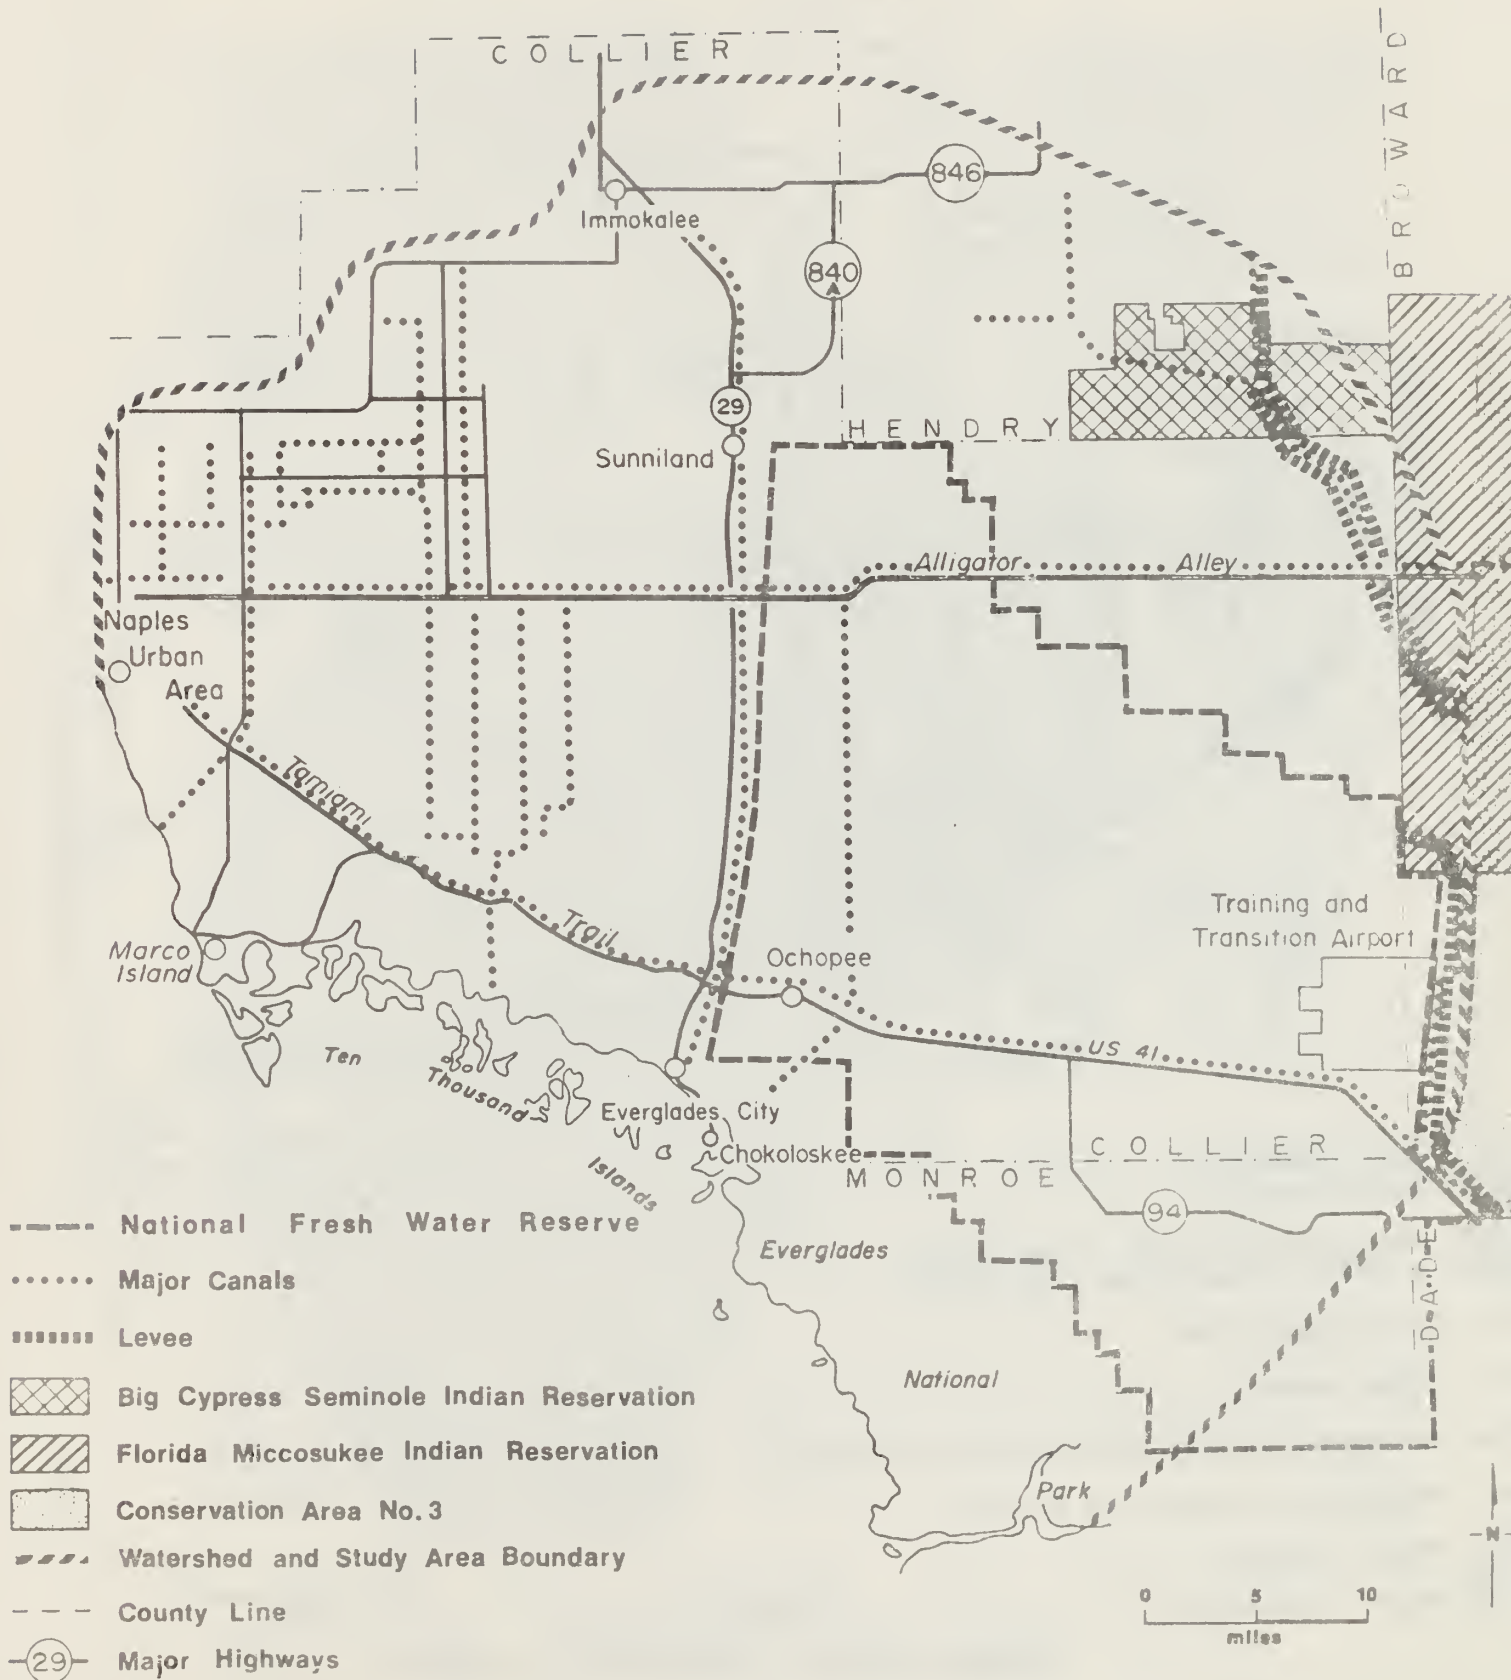 COLLIER
BROWARD
846
Immokalee
840
29
HENDRY
Sunniland
Alligator Alley
Naples
Urban
Area
Tamiami
Trail
Training and
Transition Airport
Marco
Island
Ochopee
Ten
Thousand
Islands
US 41
Everglades City
Chokoloskee
COLLIER
MONROE
94
DADE
Everglades
National
Park
National Fresh Water Reserve
Major Canals
Levee
Big Cypress Seminole Indian Reservation
Florida Miccosukee Indian Reservation
Conservation Area No. 3
Watershed and Study Area Boundary
County Line
29 Major Highways
N
0 5 10
miles